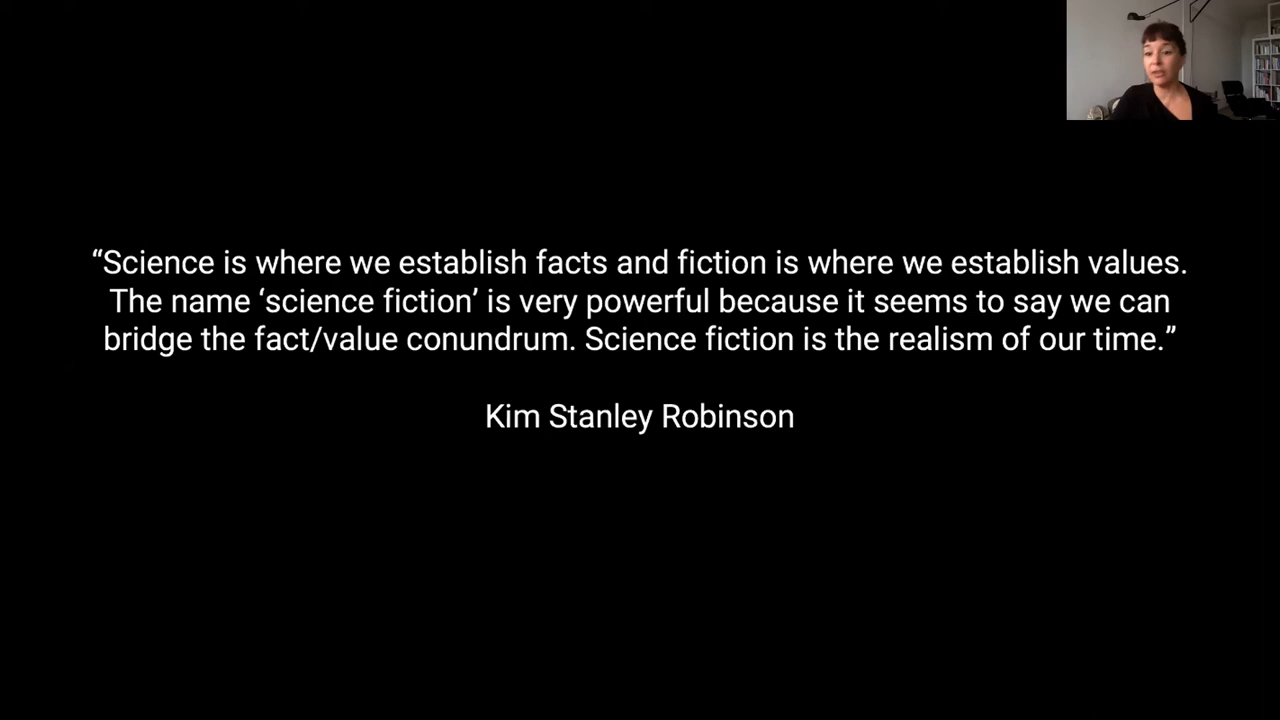 “Science is where we establish facts and fiction is where we establish values.
The name ‘science fiction’ is very powerful because it seems to say we can
bridge the fact/value conundrum. Science fiction is the realism of our time.”
Kim Stanley Robinson